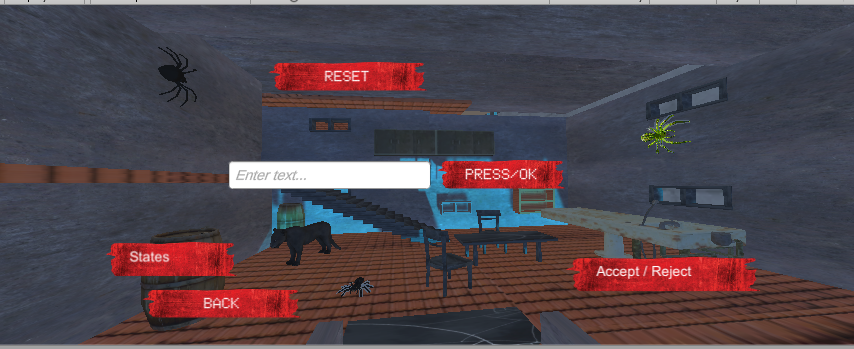 RESET
Enter text...
PRESS/OK
States
Accept / Reject
BACK